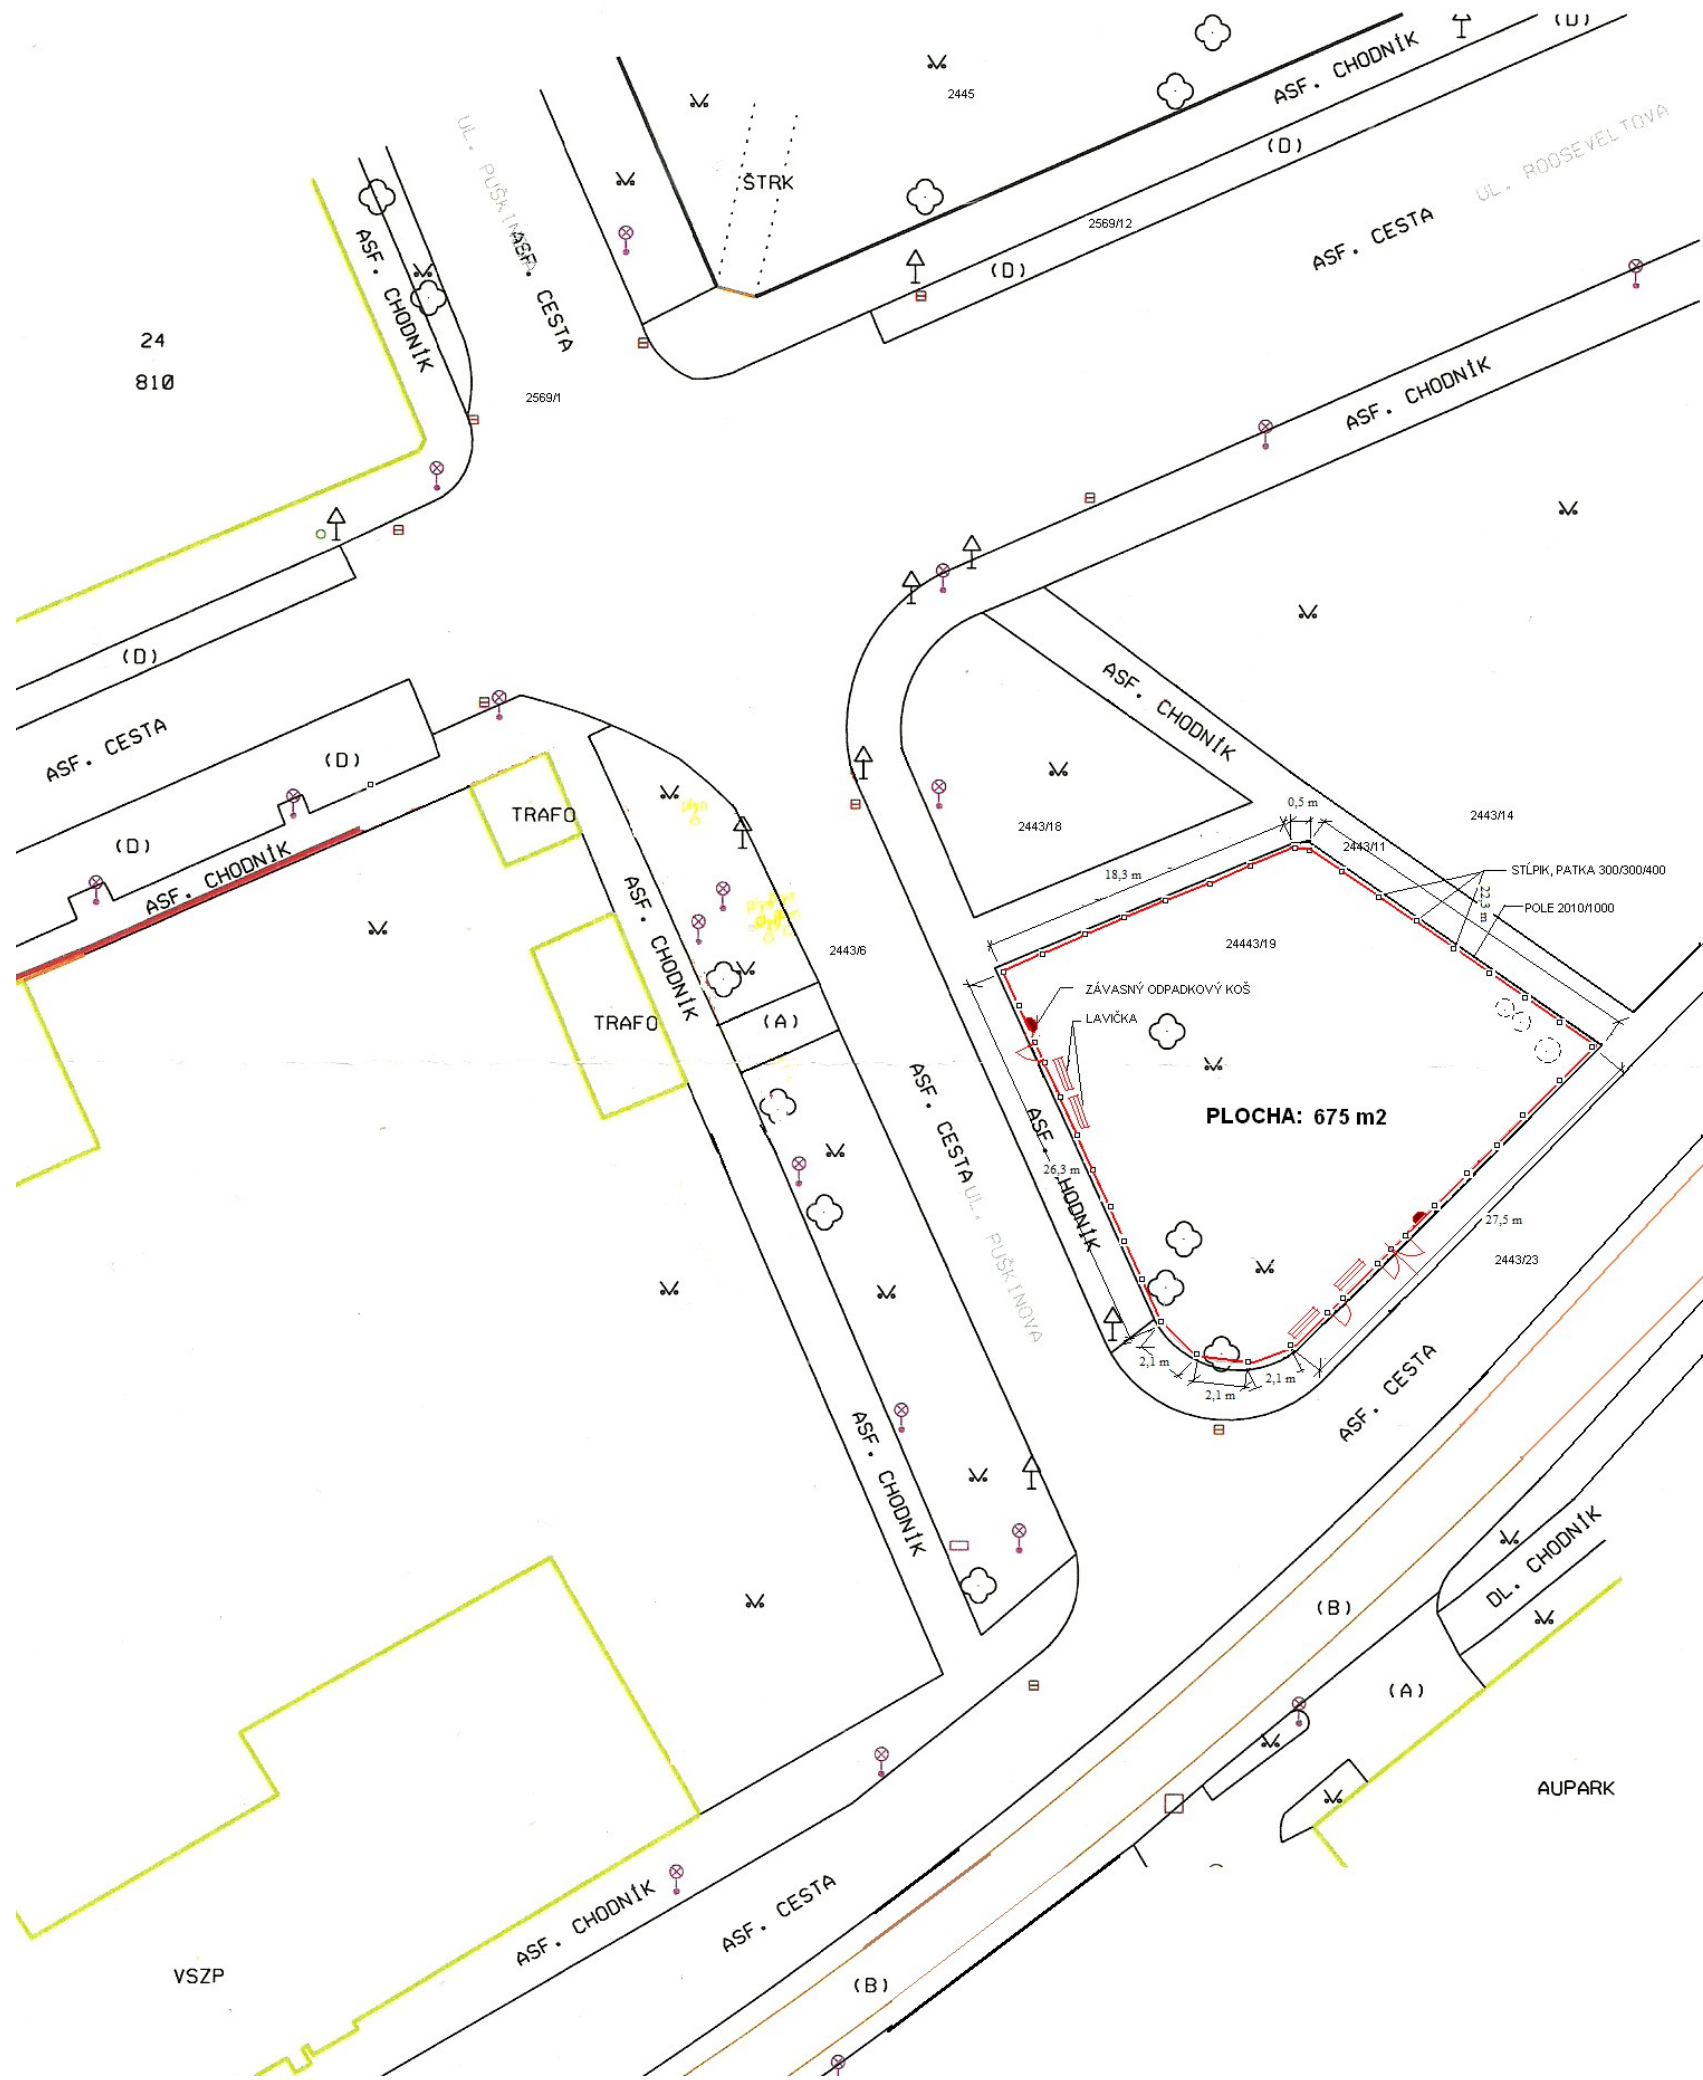 (D)
ASF. CHODNÍK
2445
UL. PUŠKINOVA
ŠTRK
(D)
UL. ROOSEVELTOVA
2569/12
ASF. CESTA
ASF. CHODNÍK
ASF. CESTA
(D)
24
810
2569/1
ASF. CHODNÍK
(D)
ASF. CHODNÍK
ASF. CESTA
(D)
TRAFO
plyn
0,5 m
2443/18
2443/14
2443/11
(D)
ASF. CHODNÍK
18,3 m
STĹPIK, PATKA 300/300/400
22,3 m
POLE 2010/1000
ASF. CHODNÍK
2443/6
24443/19
ZÁVASNÝ ODPADKOVÝ KOŠ
LAVIČKA
TRAFO
(A)
PLOCHA: 675 m2
ASF. CESTA
ASF. CHODNÍK
26,3 m
UL. PUŠKINOVA
27,5 m
2443/23
2,1 m
2,1 m
2,1 m
ASF. CESTA
ASF. CHODNÍK
DL. CHODNÍK
(B)
(A)
AUPARK
ASF. CHODNÍK
ASF. CESTA
VSZP
(B)